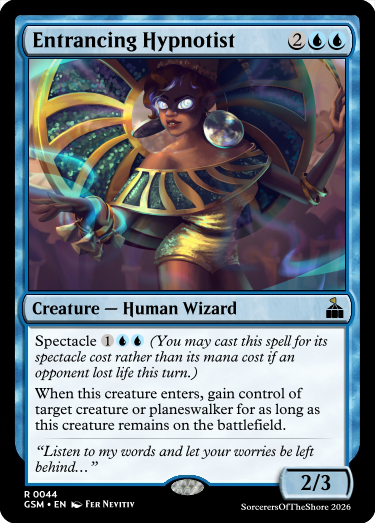 Entrancing Hypnotist 2
Creature — Human Wizard
Spectacle 1 (You may cast this spell for its
spectacle cost rather than its mana cost if an
opponent lost life this turn.)
When this creature enters, gain control of
target creature or planeswalker for as long as
this creature remains on the battlefield.
“Listen to my words and let your worries be left
behind…”
2/3
R 0044
GSM • EN Fer Nevitiv
SorcerersOfTheShore 2026